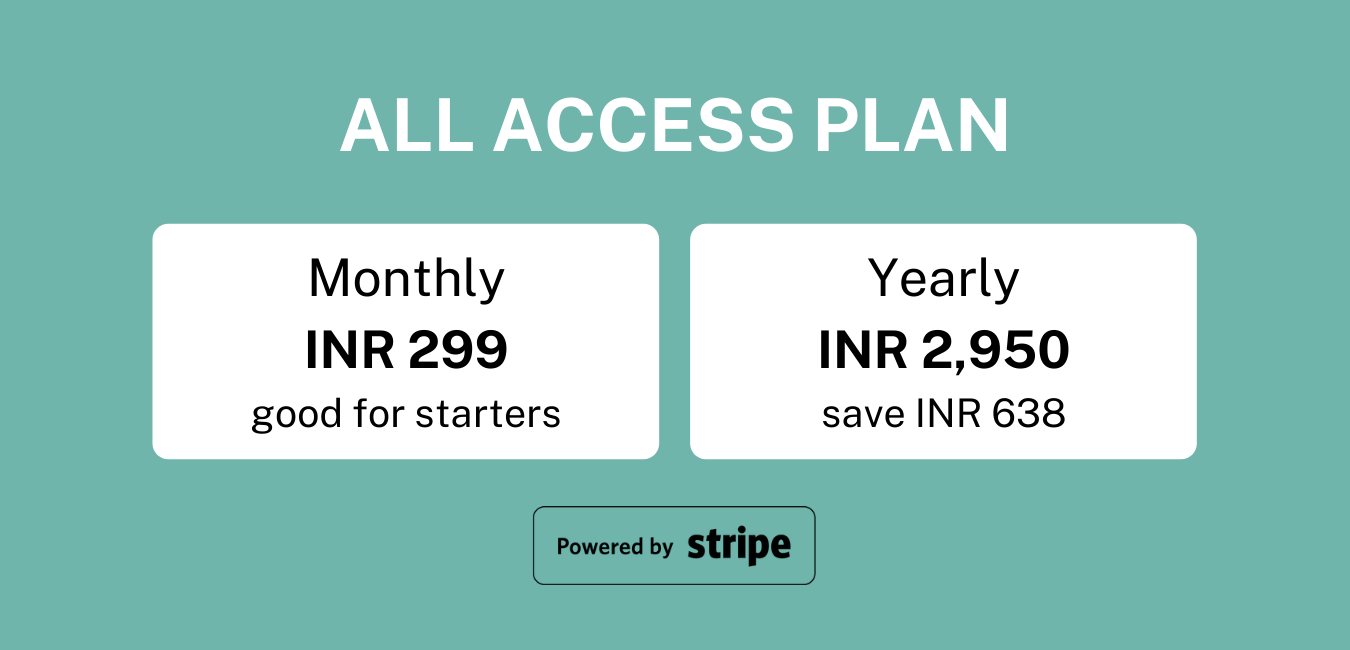 ALL ACCESS PLAN
Monthly
INR 299
good for starters
Yearly
INR 2,950
save INR 638
Powered by stripe